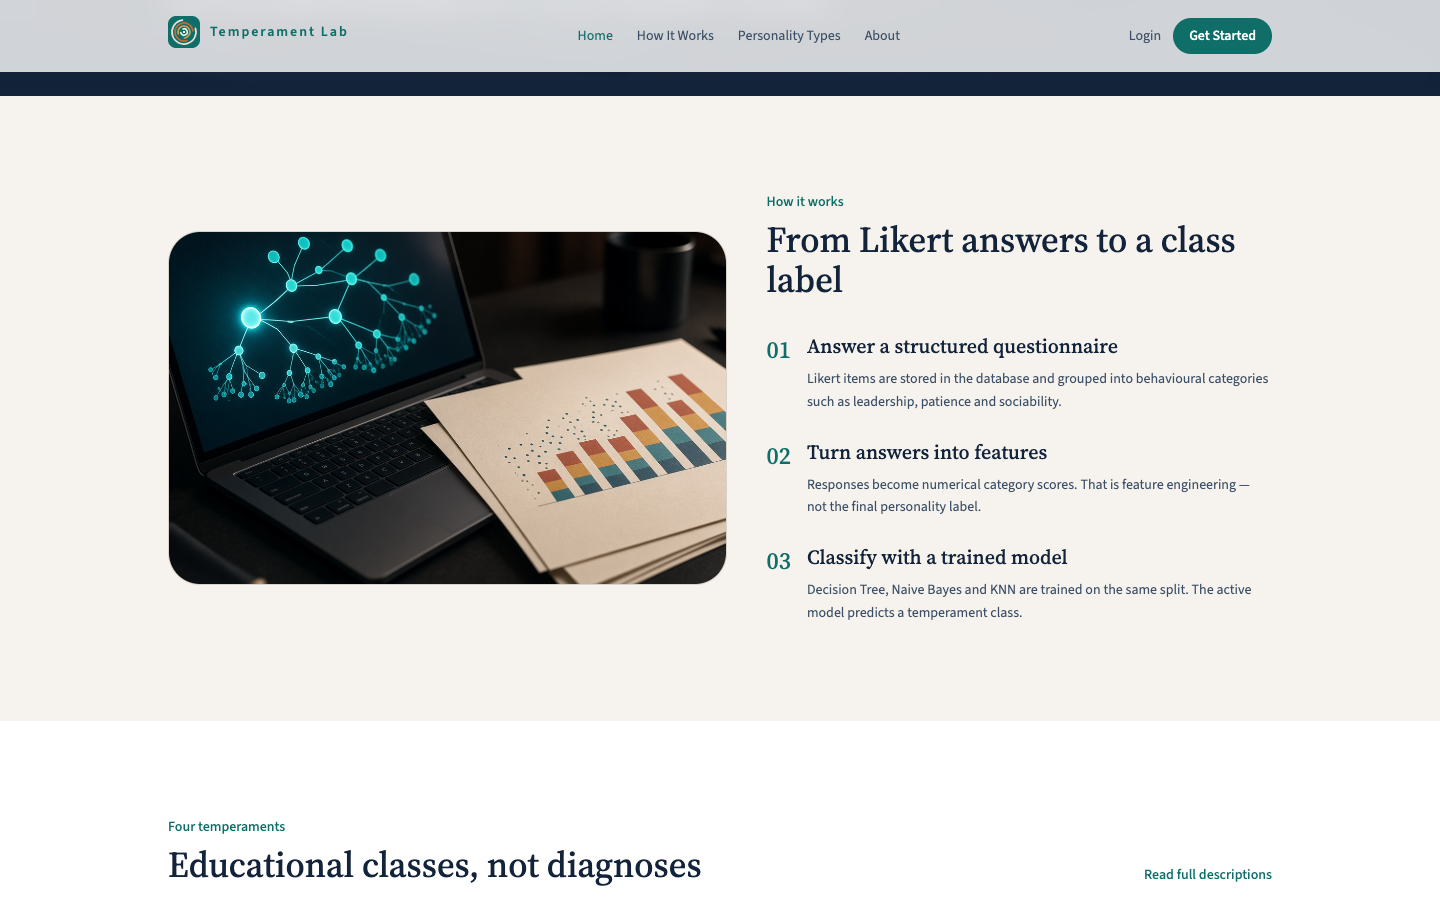 Temperament Lab
Home How It Works Personality Types About
Login Get Started
How it works
From Likert answers to a class
label
01 Answer a structured questionnaire
Likert items are stored in the database and grouped into behavioural categories
such as leadership, patience and sociability.
02 Turn answers into features
Responses become numerical category scores. That is feature engineering —
not the final personality label.
03 Classify with a trained model
Decision Tree, Naive Bayes and KNN are trained on the same split. The active
model predicts a temperament class.
Four temperaments
Educational classes, not diagnoses
Read full descriptions